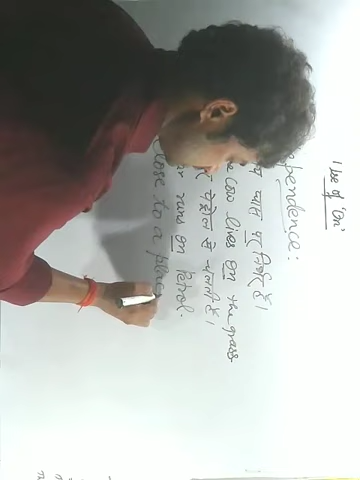 Use of 'On'
pendence:
घास पर निर्भर है।
Cow lives on the grass
पेट्रोल से चलती है।
runs on Petrol.
Close to a place